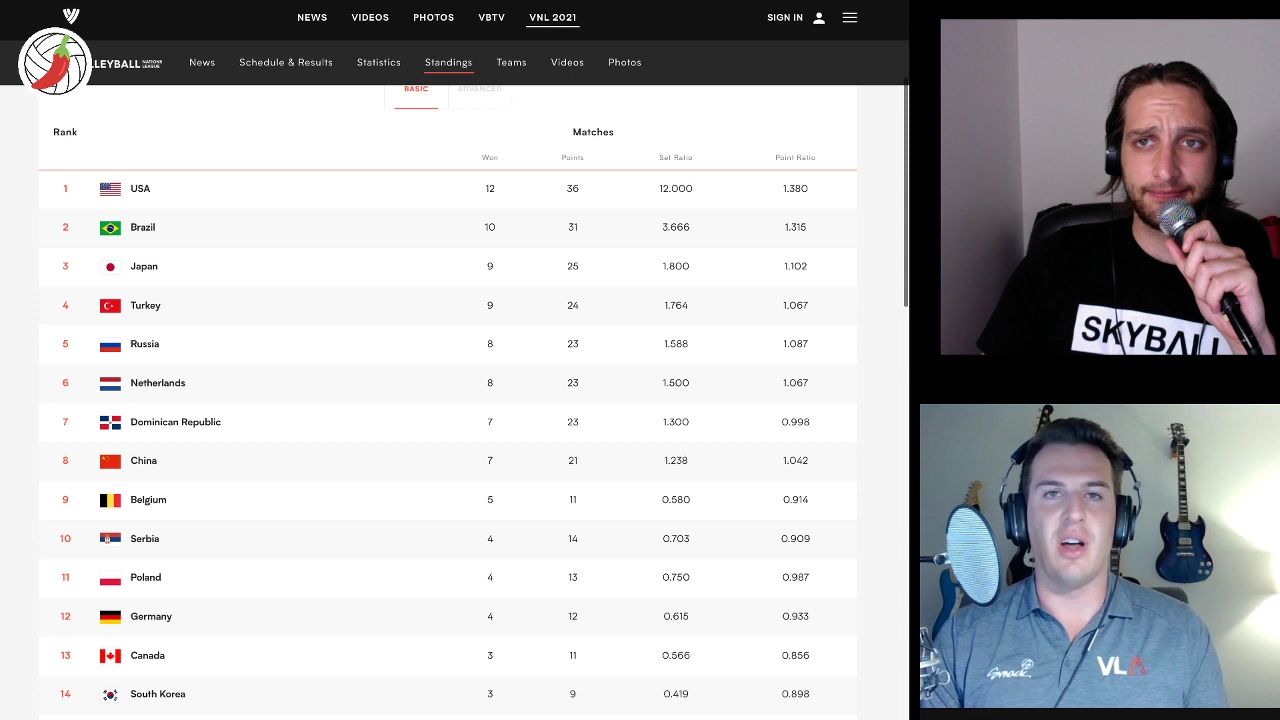 NEWS VIDEOS PHOTOS VBTV VNL 2021 SIGN IN
LEYBALL NATIONS LEAGUE News Schedule & Results Statistics Standings Teams Videos Photos
BASIC ADVANCED
Rank Matches
Won Points Set Ratio Point Ratio
1 USA 12 36 12.000 1.389
2 Brazil 10 31 3.666 1.315
3 Japan 9 25 1.800 1.102
4 Turkey 9 24 1.764 1.067
5 Russia 8 23 1.588 1.087
6 Netherlands 8 23 1.500 1.067
7 Dominican Republic 7 23 1.300 0.998
8 China 7 21 1.238 1.042
9 Belgium 5 11 0.580 0.914
10 Serbia 4 14 0.703 0.909
11 Poland 4 13 0.750 0.987
12 Germany 4 12 0.615 0.933
13 Canada 3 11 0.566 0.856
14 South Korea 3 9 0.419 0.898
SKYBALL
Smack VLA